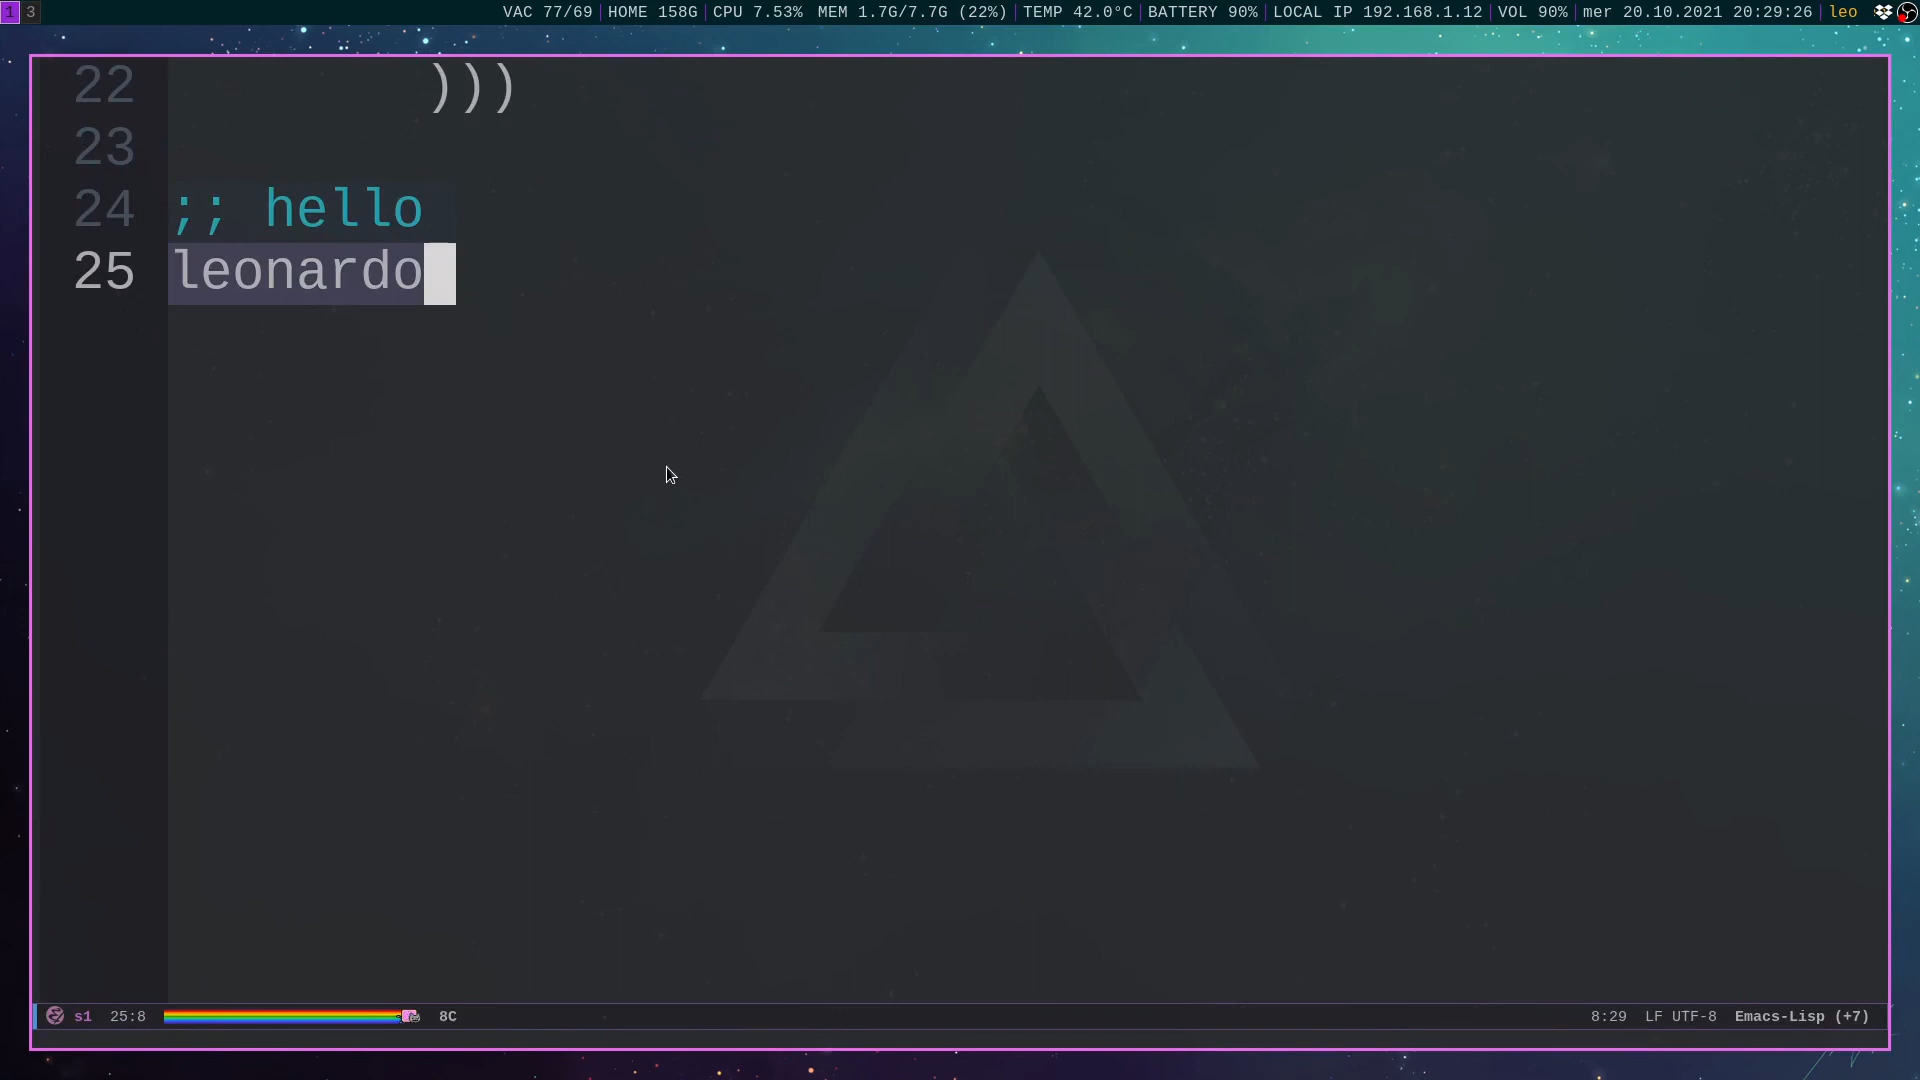 1 3 VAC 77/69 HOME 158G CPU 7.53% MEM 1.7G/7.7G (22%) TEMP 42.0°C BATTERY 90% LOCAL IP 192.168.1.12 VOL 90% mer 20.10.2021 20:29:26 leo
22 )))
23
24 ;; hello
25 leonardo
s1 25:8 8C 8:29 LF UTF-8 Emacs-Lisp (+7)